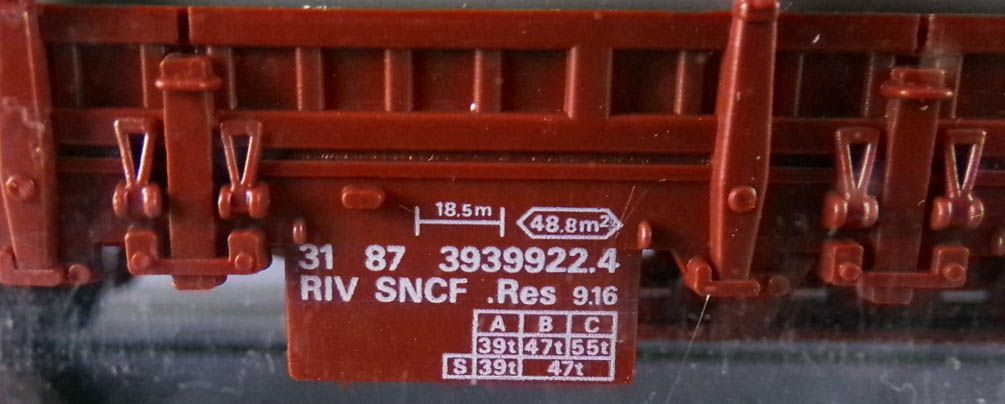 18.5m 48.8m²
31 87 3939922.4
RIV SNCF .Res 9.16
A B C
39t 47t 55t
S 39t 47t